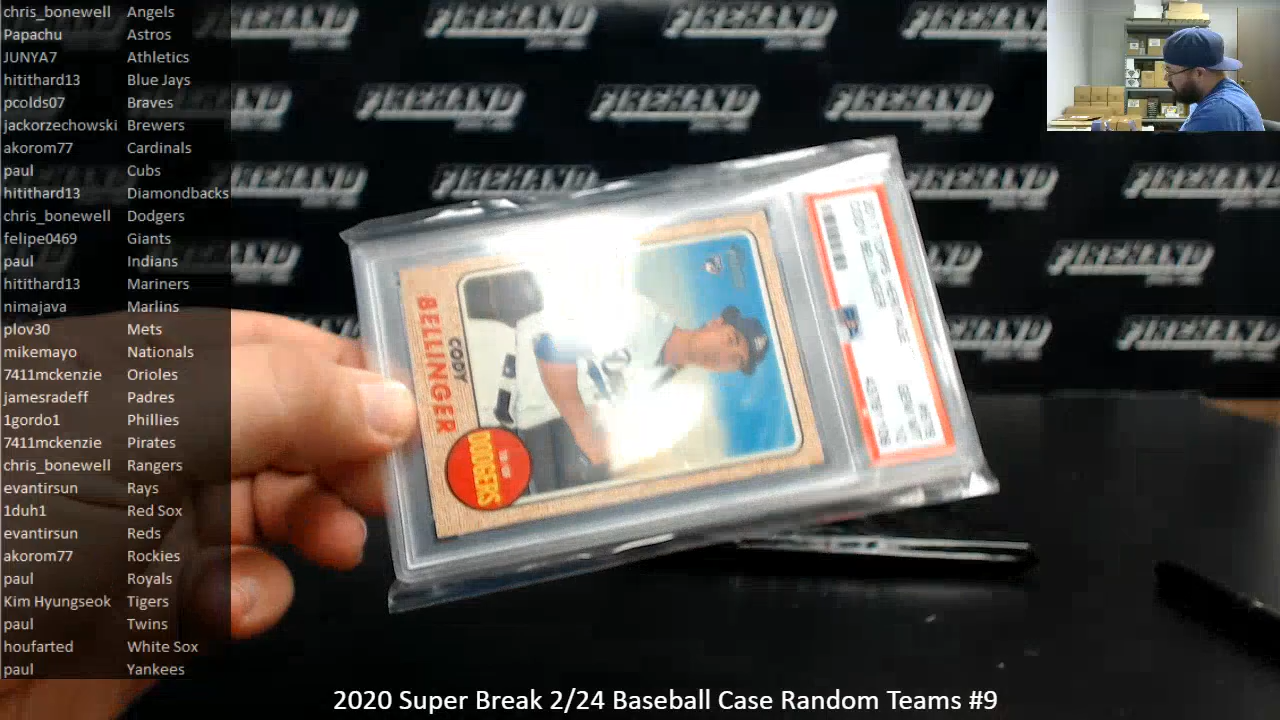 chris_bonewell Angels
Papachu Astros
JUNYA7 Athletics
hitithard13 Blue Jays
pcolds07 Braves
jackorzechowski Brewers
akorom77 Cardinals
paul Cubs
hitithard13 Diamondbacks
chris_bonewell Dodgers
felipe0469 Giants
paul Indians
hitithard13 Mariners
nimajava Marlins
plov30 Mets
mikemayo Nationals
7411mckenzie Orioles
jamesradeff Padres
1gordo1 Phillies
7411mckenzie Pirates
chris_bonewell Rangers
evantirsun Rays
1duh1 Red Sox
evantirsun Reds
akorom77 Rockies
paul Royals
Kim Hyungseok Tigers
paul Twins
houfarted White Sox
paul Yankees
FIREHAND
CODY
BELLINGER
DODGERS
2020 Super Break 2/24 Baseball Case Random Teams #9